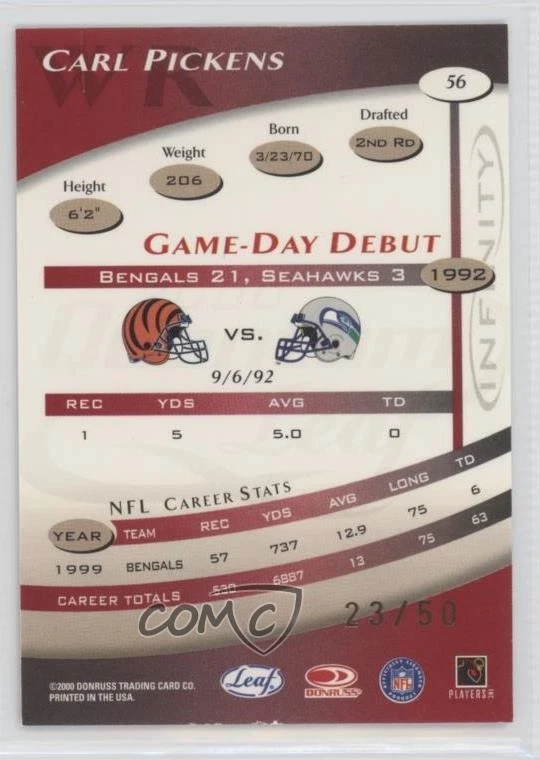 WR
CARL PICKENS
56
Height
6'2"
Weight
206
Born
3/23/70
Drafted
2ND RD
INFINITY
GAME-DAY DEBUT
BENGALS 21, SEAHAWKS 3
1992
VS.
9/6/92
REC YDS AVG TD
1 5 5.0 0
NFL CAREER STATS
YEAR TEAM REC YDS AVG LONG TD
1999 BENGALS 57 737 12.9 75 6
CAREER TOTALS 530 6887 13 75 63
COMC
23/50
©2000 DONRUSS TRADING CARD CO.
PRINTED IN THE USA.
Leaf
DONRUSS
NFL
PLAYERS INC